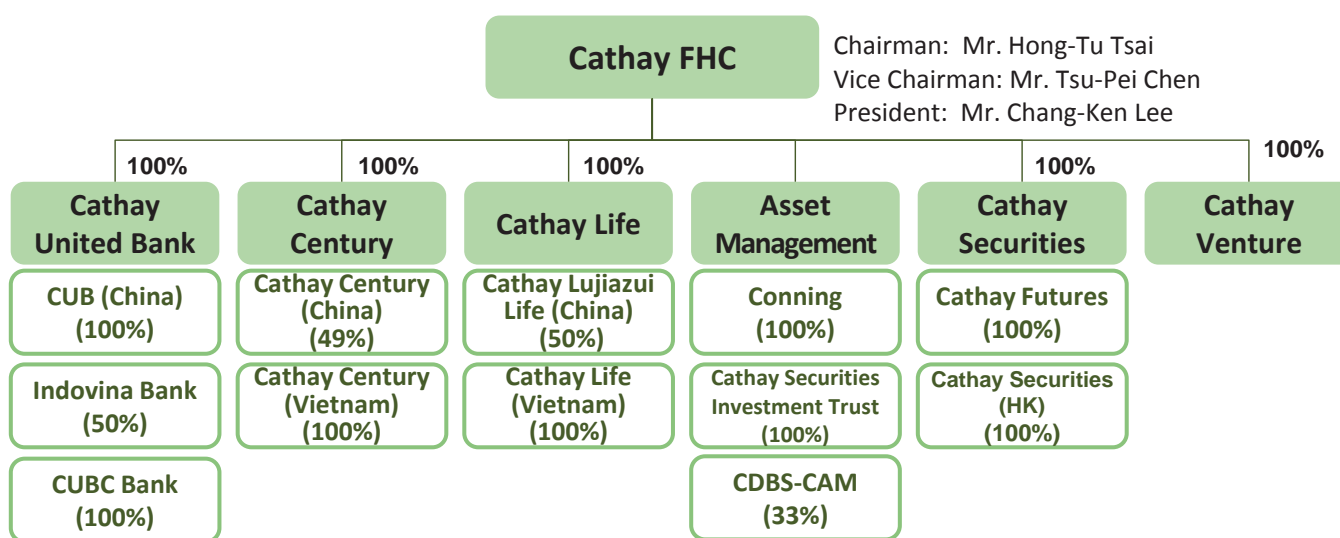 Cathay FHC
Chairman: Mr. Hong-Tu Tsai
Vice Chairman: Mr. Tsu-Pei Chen
President: Mr. Chang-Ken Lee
100%
100%
100%
100%
100%
Cathay
United Bank
Cathay
Century
Cathay Life
Asset
Management
Cathay
Securities
Cathay
Venture
CUB (China)
(100%)
Cathay Century
(China)
(49%)
Cathay Lujiazui
Life (China)
(50%)
Conning
(100%)
Cathay Futures
(100%)
Indovina Bank
(50%)
Cathay Century
(Vietnam)
(100%)
Cathay Life
(Vietnam)
(100%)
Cathay Securities
Investment Trust
(100%)
Cathay Securities
(HK)
(100%)
CUBC Bank
(100%)
CDBS-CAM
(33%)